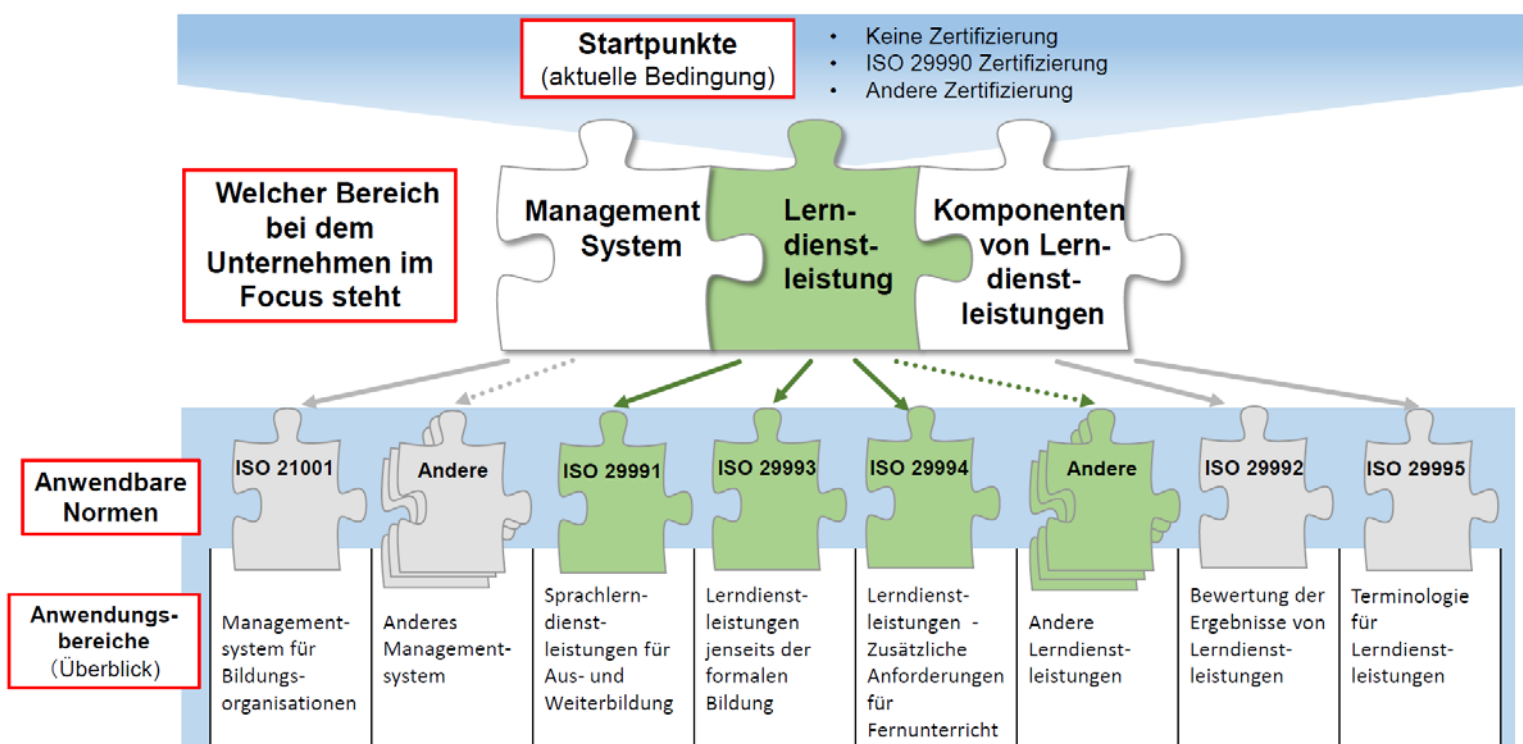 Startpunkte
(aktuelle Bedingung)
• Keine Zertifizierung
• ISO 29990 Zertifizierung
• Andere Zertifizierung
Welcher Bereich
bei dem
Unternehmen im
Focus steht
Management
System
Lern-
dienst-
leistung
Komponenten
von Lern-
dienst-
leistungen
Anwendbare
Normen
ISO 21001
Andere
ISO 29991
ISO 29993
ISO 29994
Andere
ISO 29992
ISO 29995
Anwendungs-
bereiche
(Überblick)
Management-
system für
Bildungs-
organisationen
Anderes
Management-
system
Sprachlern-
dienst-
leistungen für
Aus- und
Weiterbildung
Lerndienst-
leistungen
jenseits der
formalen
Bildung
Lerndienst-
leistungen -
Zusätzliche
Anforderungen
für
Fernunterricht
Andere
Lerndienst-
leistungen
Bewertung der
Ergebnisse von
Lerndienst-
leistungen
Terminologie
für
Lerndienst-
leistungen